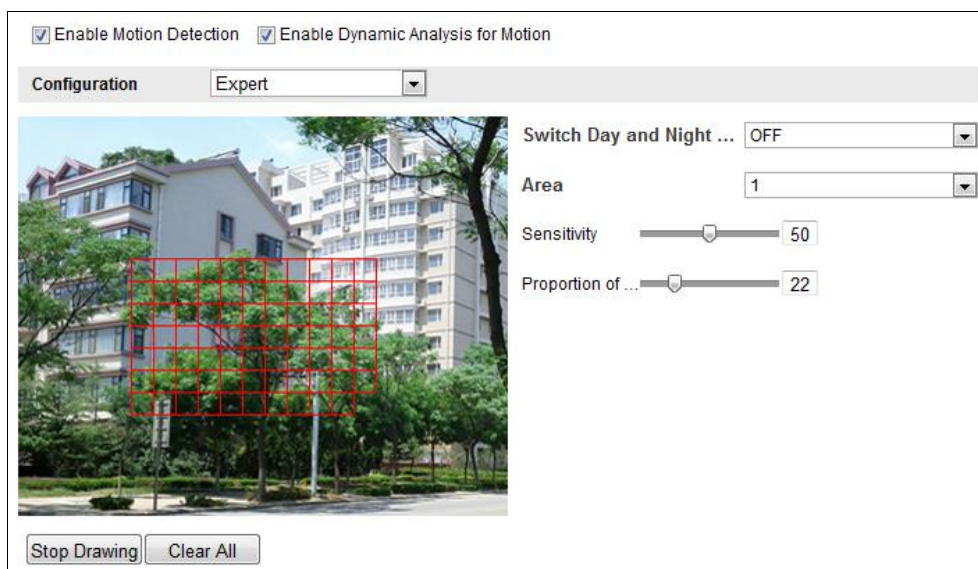 Enable Motion Detection Enable Dynamic Analysis for Motion
Configuration Expert
Switch Day and Night ... OFF
Area 1
Sensitivity 50
Proportion of ... 22
Stop Drawing Clear All